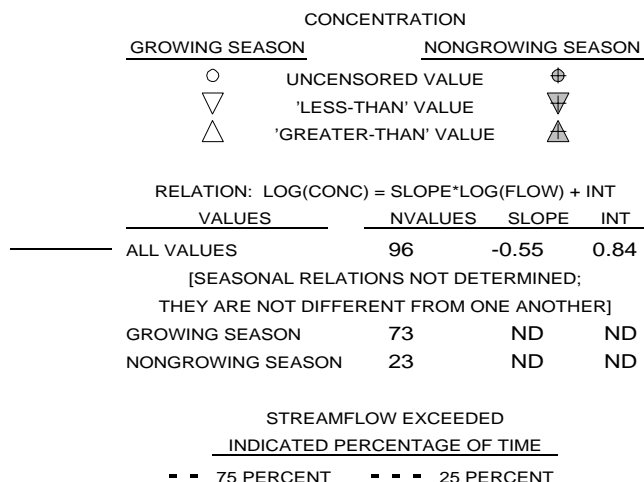 CONCENTRATION
GROWING SEASON NONGROWING SEASON
UNCENSORED VALUE
'LESS-THAN' VALUE
'GREATER-THAN' VALUE
RELATION: LOG(CONC) = SLOPE*LOG(FLOW) + INT
VALUES NVALUES SLOPE INT
ALL VALUES 96 -0.55 0.84
[SEASONAL RELATIONS NOT DETERMINED;
THEY ARE NOT DIFFERENT FROM ONE ANOTHER]
GROWING SEASON 73 ND ND
NONGROWING SEASON 23 ND ND
STREAMFLOW EXCEEDED
INDICATED PERCENTAGE OF TIME
75 PERCENT 25 PERCENT